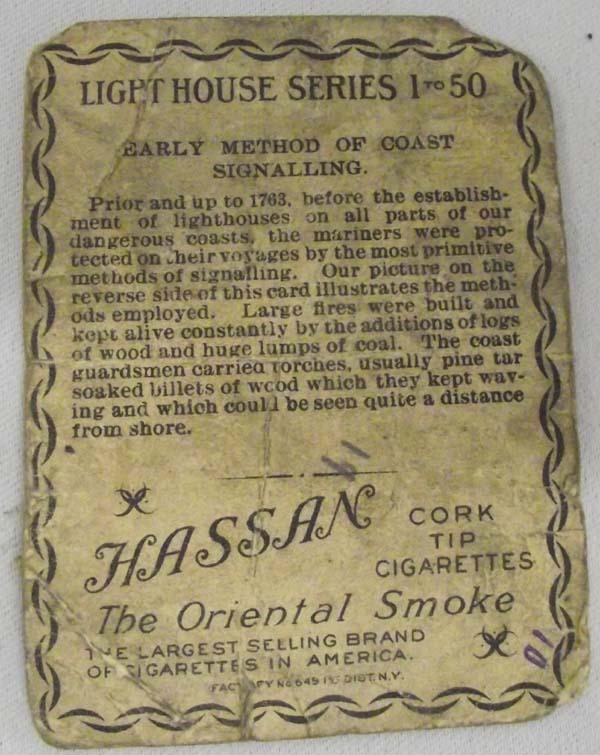 LIGHT HOUSE SERIES 1 TO 50
EARLY METHOD OF COAST
SIGNALLING.
Prior and up to 1763, before the establish-
ment of lighthouses on all parts of our
dangerous coasts, the mariners were pro-
tected on their voyages by the most primitive
methods of signalling. Our picture on the
reverse side of this card illustrates the meth-
ods employed. Large fires were built and
kept alive constantly by the additions of logs
of wood and huge lumps of coal. The coast
guardsmen carried torches, usually pine tar
soaked billets of wood which they kept wav-
ing and which could be seen quite a distance
from shore.
HASSAN
CORK
TIP
CIGARETTES
The Oriental Smoke
THE LARGEST SELLING BRAND
OF CIGARETTES IN AMERICA.
FACTORY No 649 1ST DIST. N.Y.